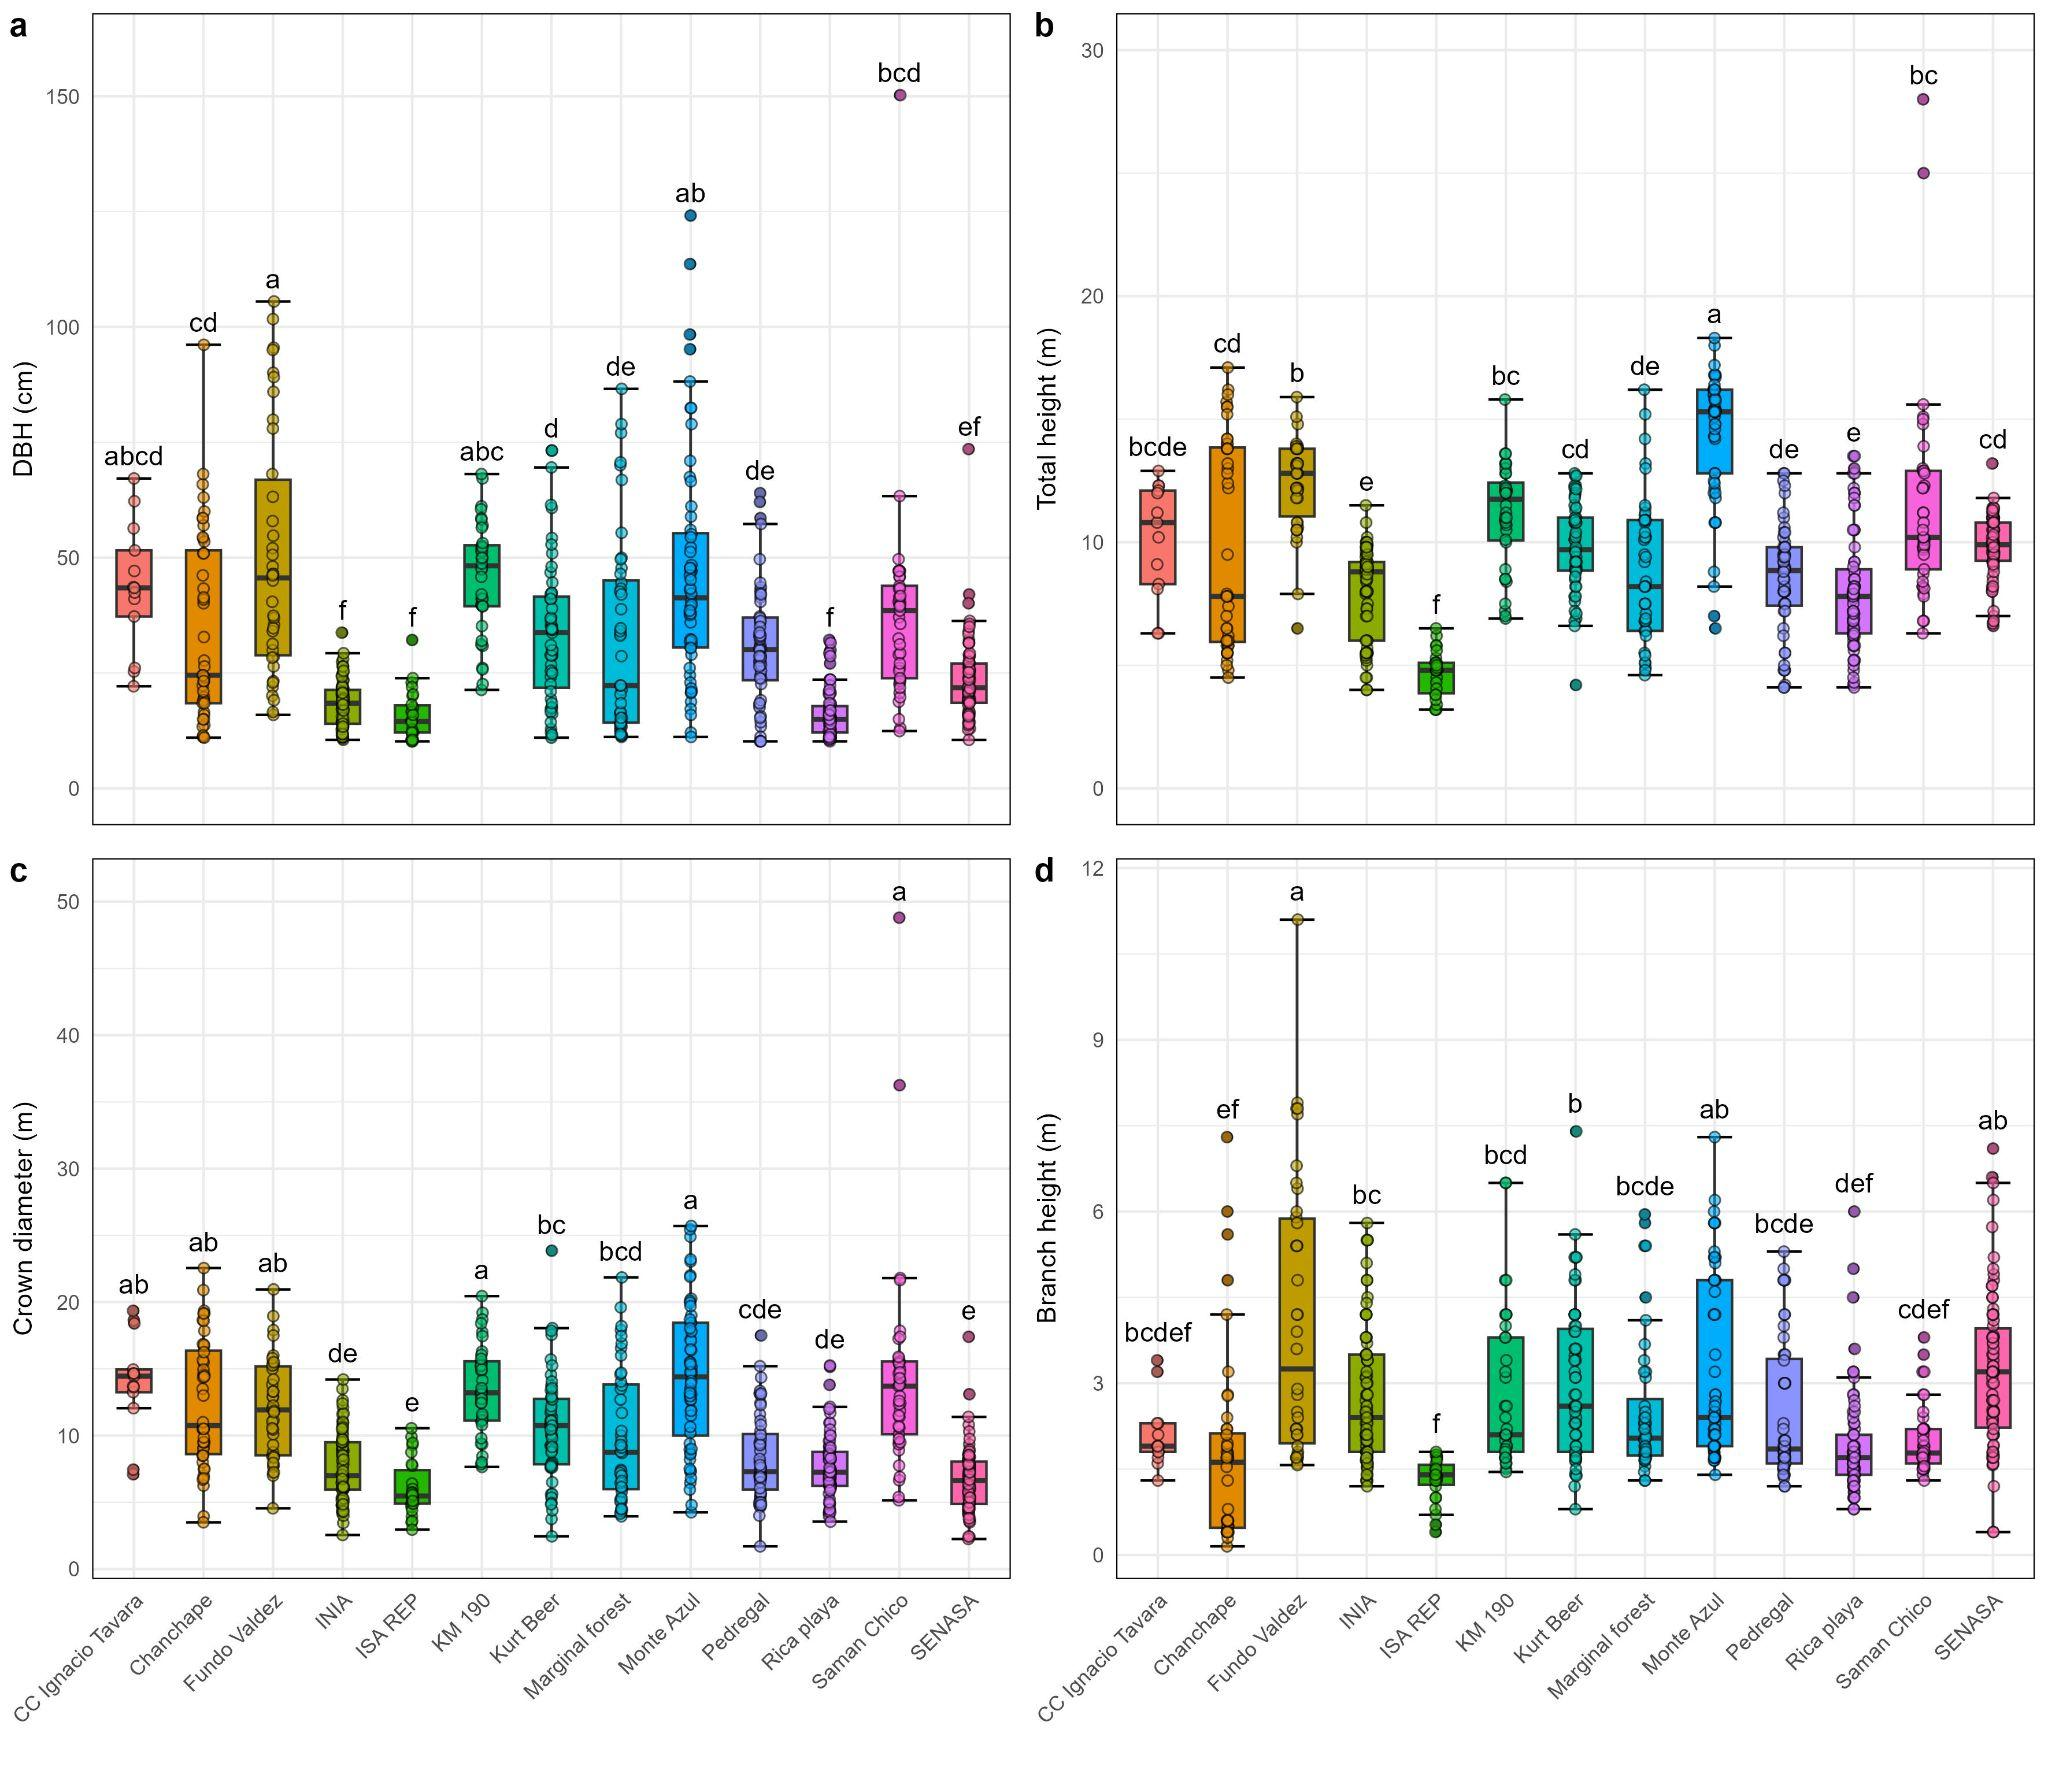 a
DBH (cm)
150
100
50
0
abcd
cd
a
f
f
abc
d
de
ab
de
f
bcd
ef
b
Total height (m)
30
20
10
0
bcde
cd
b
e
f
bc
cd
de
a
de
e
bc
cd
c
Crown diameter (m)
50
40
30
20
10
0
ab
ab
ab
de
e
a
bc
bcd
a
cde
de
a
e
CC Ignacio Tavara
Chanchape
Fundo Valdez
INIA
ISA REP
KM 190
Kurt Beer
Marginal forest
Monte Azul
Pedregal
Rica playa
Saman Chico
SENASA
d
Branch height (m)
12
9
6
3
0
bcdef
ef
a
bc
f
bcd
b
bcde
ab
bcde
def
cdef
ab
CC Ignacio Tavara
Chanchape
Fundo Valdez
INIA
ISA REP
KM 190
Kurt Beer
Marginal forest
Monte Azul
Pedregal
Rica playa
Saman Chico
SENASA